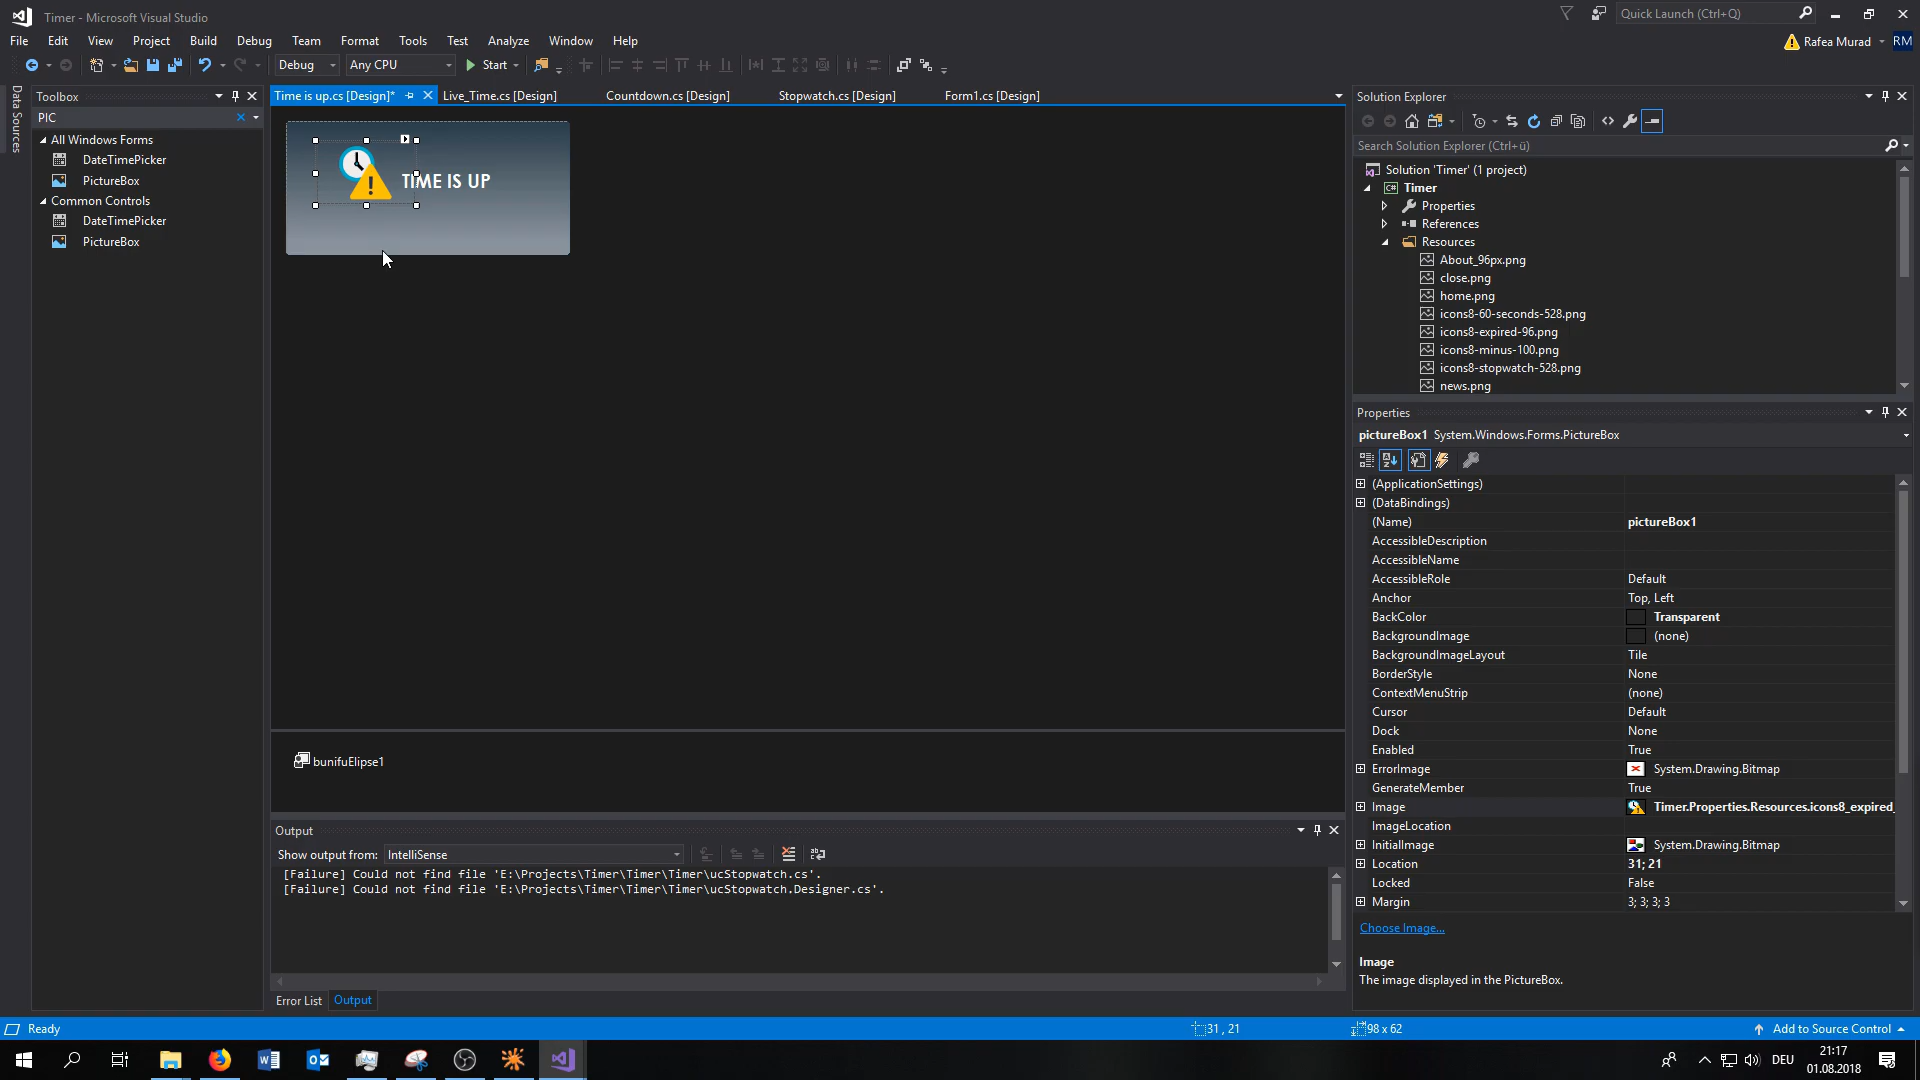 Timer - Microsoft Visual Studio
Quick Launch (Ctrl+Q)
File Edit View Project Build Debug Team Format Tools Test Analyze Window Help
Rafea Murad RM
Debug Any CPU Start
Data Sources
Toolbox
PIC
All Windows Forms
DateTimePicker
PictureBox
Common Controls
DateTimePicker
PictureBox
Time is up.cs [Design]* Live_Time.cs [Design] Countdown.cs [Design] Stopwatch.cs [Design] Form1.cs [Design]
TIME IS UP
bunifuElipse1
Output
Show output from: IntelliSense
[Failure] Could not find file 'E:\Projects\Timer\Timer\Timer\ucStopwatch.cs'.
[Failure] Could not find file 'E:\Projects\Timer\Timer\Timer\ucStopwatch.Designer.cs'.
Error List Output
Solution Explorer
Search Solution Explorer (Ctrl+ü)
Solution 'Timer' (1 project)
C# Timer
Properties
References
Resources
About_96px.png
close.png
home.png
icons8-60-seconds-528.png
icons8-expired-96.png
icons8-minus-100.png
icons8-stopwatch-528.png
news.png
Properties
pictureBox1 System.Windows.Forms.PictureBox
(ApplicationSettings)
(DataBindings)
(Name) pictureBox1
AccessibleDescription
AccessibleName
AccessibleRole Default
Anchor Top, Left
BackColor Transparent
BackgroundImage (none)
BackgroundImageLayout Tile
BorderStyle None
ContextMenuStrip (none)
Cursor Default
Dock None
Enabled True
ErrorImage System.Drawing.Bitmap
GenerateMember True
Image Timer.Properties.Resources.icons8_expired_
ImageLocation
InitialImage System.Drawing.Bitmap
Location 31; 21
Locked False
Margin 3; 3; 3; 3
Choose Image...
Image
The image displayed in the PictureBox.
Ready 31 , 21 98 x 62 Add to Source Control
DEU
21:17
01.08.2018